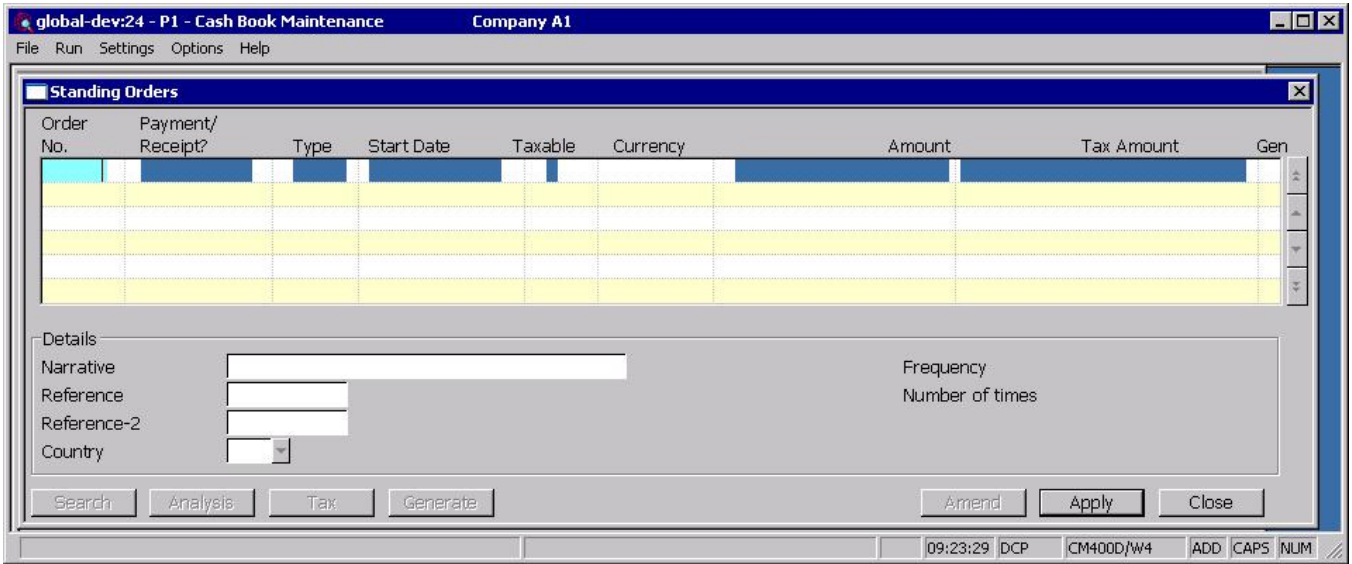 global-dev:24 - P1 - Cash Book Maintenance Company A1
File Run Settings Options Help
Standing Orders
Order Payment/
No. Receipt? Type Start Date Taxable Currency Amount Tax Amount Gen
Details
Narrative Frequency
Reference Number of times
Reference-2
Country
Search Analysis Tax Generate Amend Apply Close
09:23:29 DCP CM400D/W4 ADD CAPS NUM